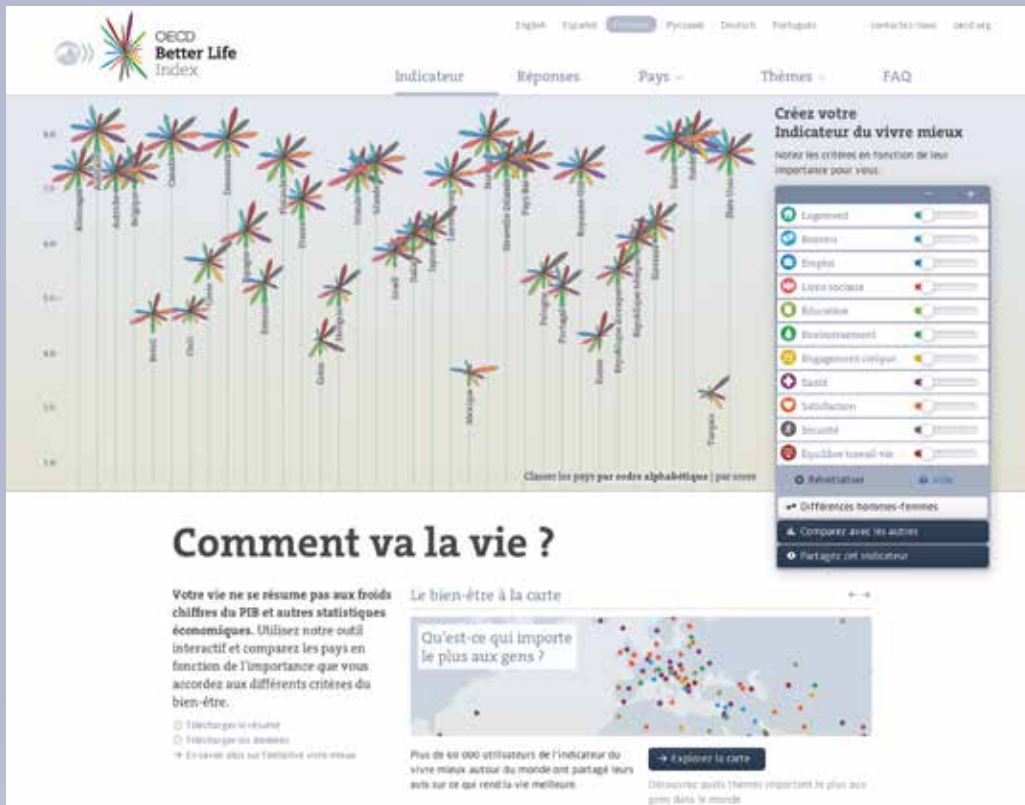 OECD
Better Life
Index
English Español Русский Deutsch Português contactez-nous oecd.org
Indicateur Réponses Pays Thèmes FAQ
Créez votre
Indicateur du vivre mieux
Notez les critères en fonction de leur
importance pour vous.
Logement
Revenu
Emploi
Liens sociaux
Éducation
Environnement
Engagement civique
Santé
Satisfaction
Sécurité
Équilibre travail-vie
Réinitialiser Aide
Différences hommes-femmes
Comparez avec les autres
Partagez cet indicateur
Allemagne
Autriche
Belgique
Brésil
Canada
Chili
Corée
Danemark
Espagne
Estonie
Finlande
France
Grèce
Hongrie
Irlande
Islande
Israël
Italie
Japon
Luxembourg
Mexique
Pays-Bas
Pologne
Portugal
République slovaque
République tchèque
Royaume-Uni
Russie
Slovénie
Turquie
États-Unis
Classer les pays par ordre alphabétique | par score
Comment va la vie ?
Votre vie ne se résume pas aux froids
chiffres du PIB et autres statistiques
économiques. Utilisez notre outil
interactif et comparez les pays en
fonction de l'importance que vous
accordez aux différents critères du
bien-être.
Télécharger le résumé
Télécharger les données
→ En savoir plus sur l'initiative vivre mieux
Le bien-être à la carte ← →
Qu'est-ce qui importe
le plus aux gens ?
Plus de 60 000 utilisateurs de l'indicateur du
vivre mieux autour du monde ont partagé leurs
avis sur ce qui rend la vie meilleure
→ Explorez la carte
Découvrez quels thèmes importent le plus aux
gens dans le monde